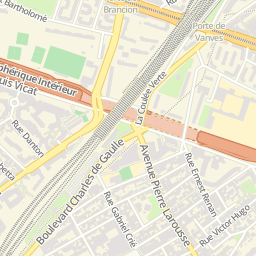 Bartholomé
Brancion
Porte de
Vanves
phérique Intérieur
uis Vicat
La Coulée Verte
Rue Danton
betta
Boulevard Charles de Gaulle
Avenue Pierre Larousse
Rue Ernest Renan
Rue Gabriel Crié
Rue Victor Hugo